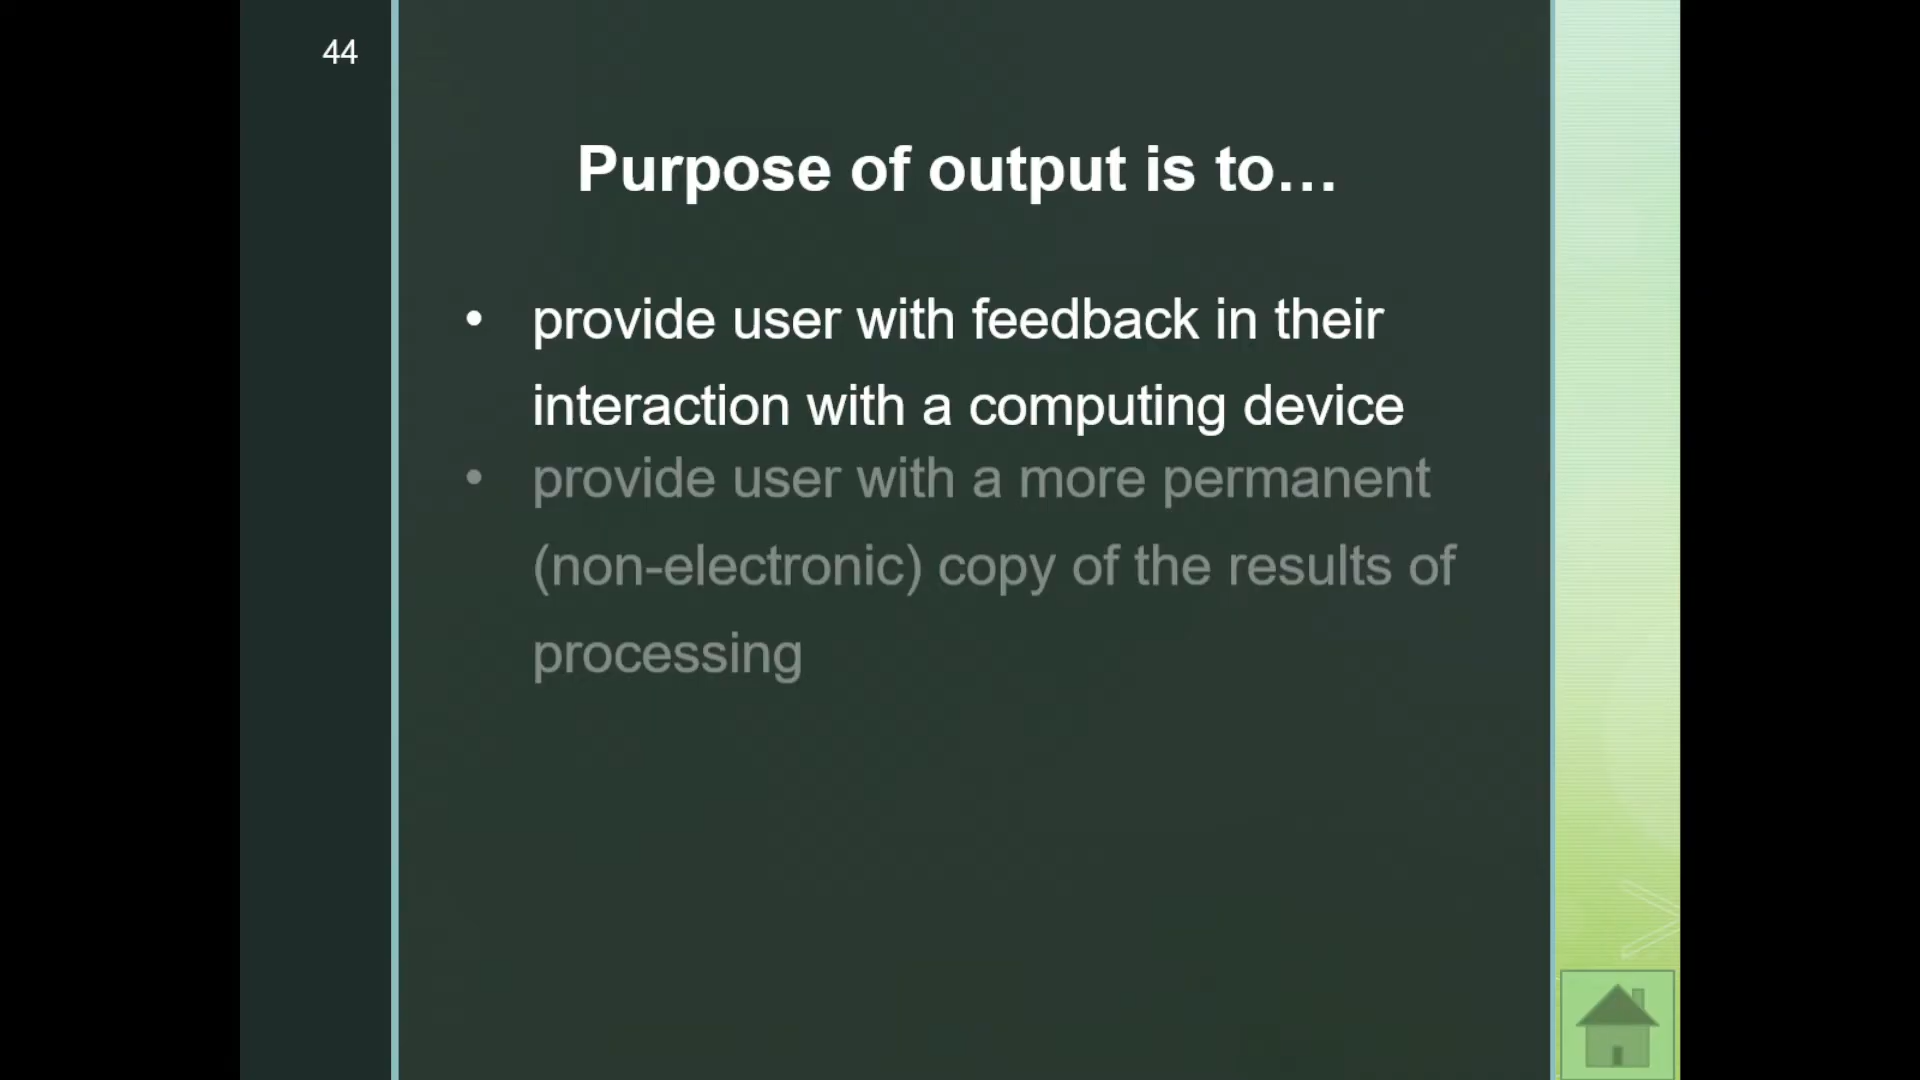 44
Purpose of output is to…
• provide user with feedback in their
interaction with a computing device
• provide user with a more permanent
(non-electronic) copy of the results of
processing